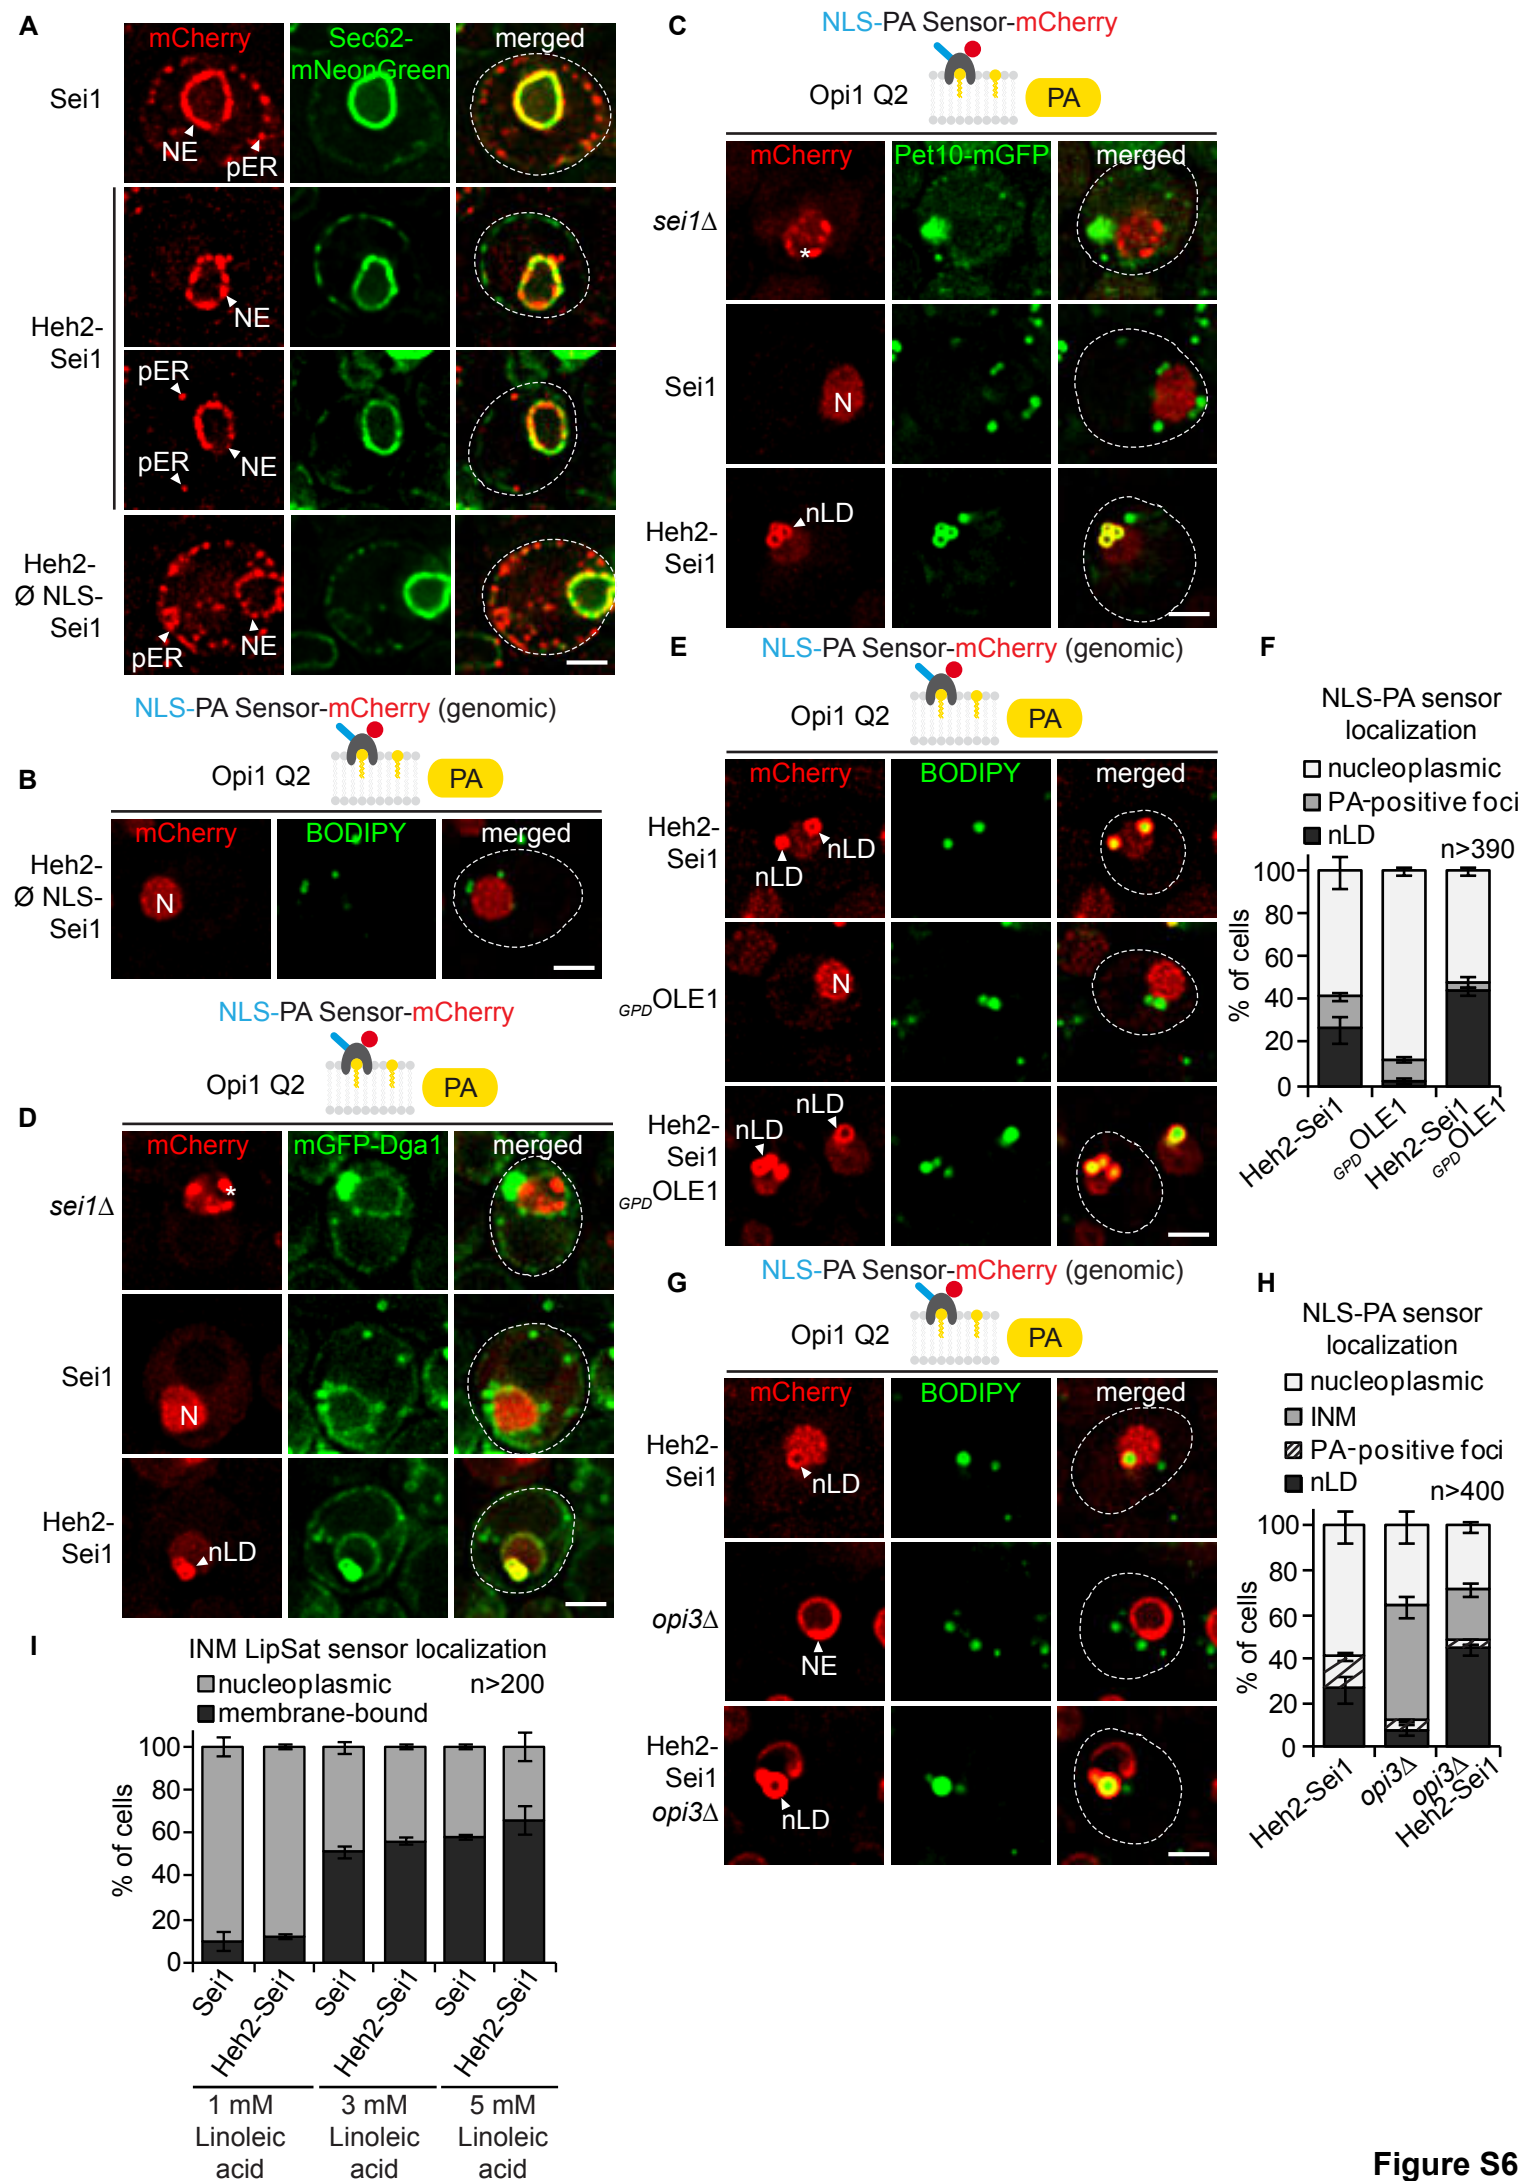 A
mCherry
Sec62-
mNeonGreen
merged
Sei1
NE
pER
Heh2-
Sei1
NE
pER
pER
NE
Heh2-
Ø NLS-
Sei1
pER
NE
NLS-PA Sensor-mCherry (genomic)
Opi1 Q2
PA
B
mCherry
BODIPY
merged
Heh2-
Ø NLS-
Sei1
N
C
NLS-PA Sensor-mCherry
Opi1 Q2
PA
mCherry
Pet10-mGFP
merged
sei1Δ
*
Sei1
N
Heh2-
Sei1
nLD
NLS-PA Sensor-mCherry
Opi1 Q2
PA
D
mCherry
mGFP-Dga1
merged
sei1Δ
*
Sei1
N
Heh2-
Sei1
nLD
E
NLS-PA Sensor-mCherry (genomic)
Opi1 Q2
PA
mCherry
BODIPY
merged
Heh2-
Sei1
nLD
nLD
GPDOLE1
N
Heh2-
Sei1
GPDOLE1
nLD
nLD
F
NLS-PA sensor
localization
nucleoplasmic
PA-positive foci
nLD
n>390
% of cells
100
80
60
40
20
0
Heh2-Sei1
GPDOLE1
Heh2-Sei1
GPDOLE1
G
NLS-PA Sensor-mCherry (genomic)
Opi1 Q2
PA
mCherry
BODIPY
merged
Heh2-
Sei1
nLD
opi3Δ
NE
Heh2-
Sei1
opi3Δ
nLD
H
NLS-PA sensor
localization
nucleoplasmic
INM
PA-positive foci
nLD
n>400
% of cells
100
80
60
40
20
0
Heh2-Sei1
opi3Δ
opi3Δ
Heh2-Sei1
I
INM LipSat sensor localization
nucleoplasmic
n>200
membrane-bound
% of cells
100
80
60
40
20
0
Sei1
Heh2-Sei1
Sei1
Heh2-Sei1
Sei1
Heh2-Sei1
1 mM
Linoleic
acid
3 mM
Linoleic
acid
5 mM
Linoleic
acid
Figure S6